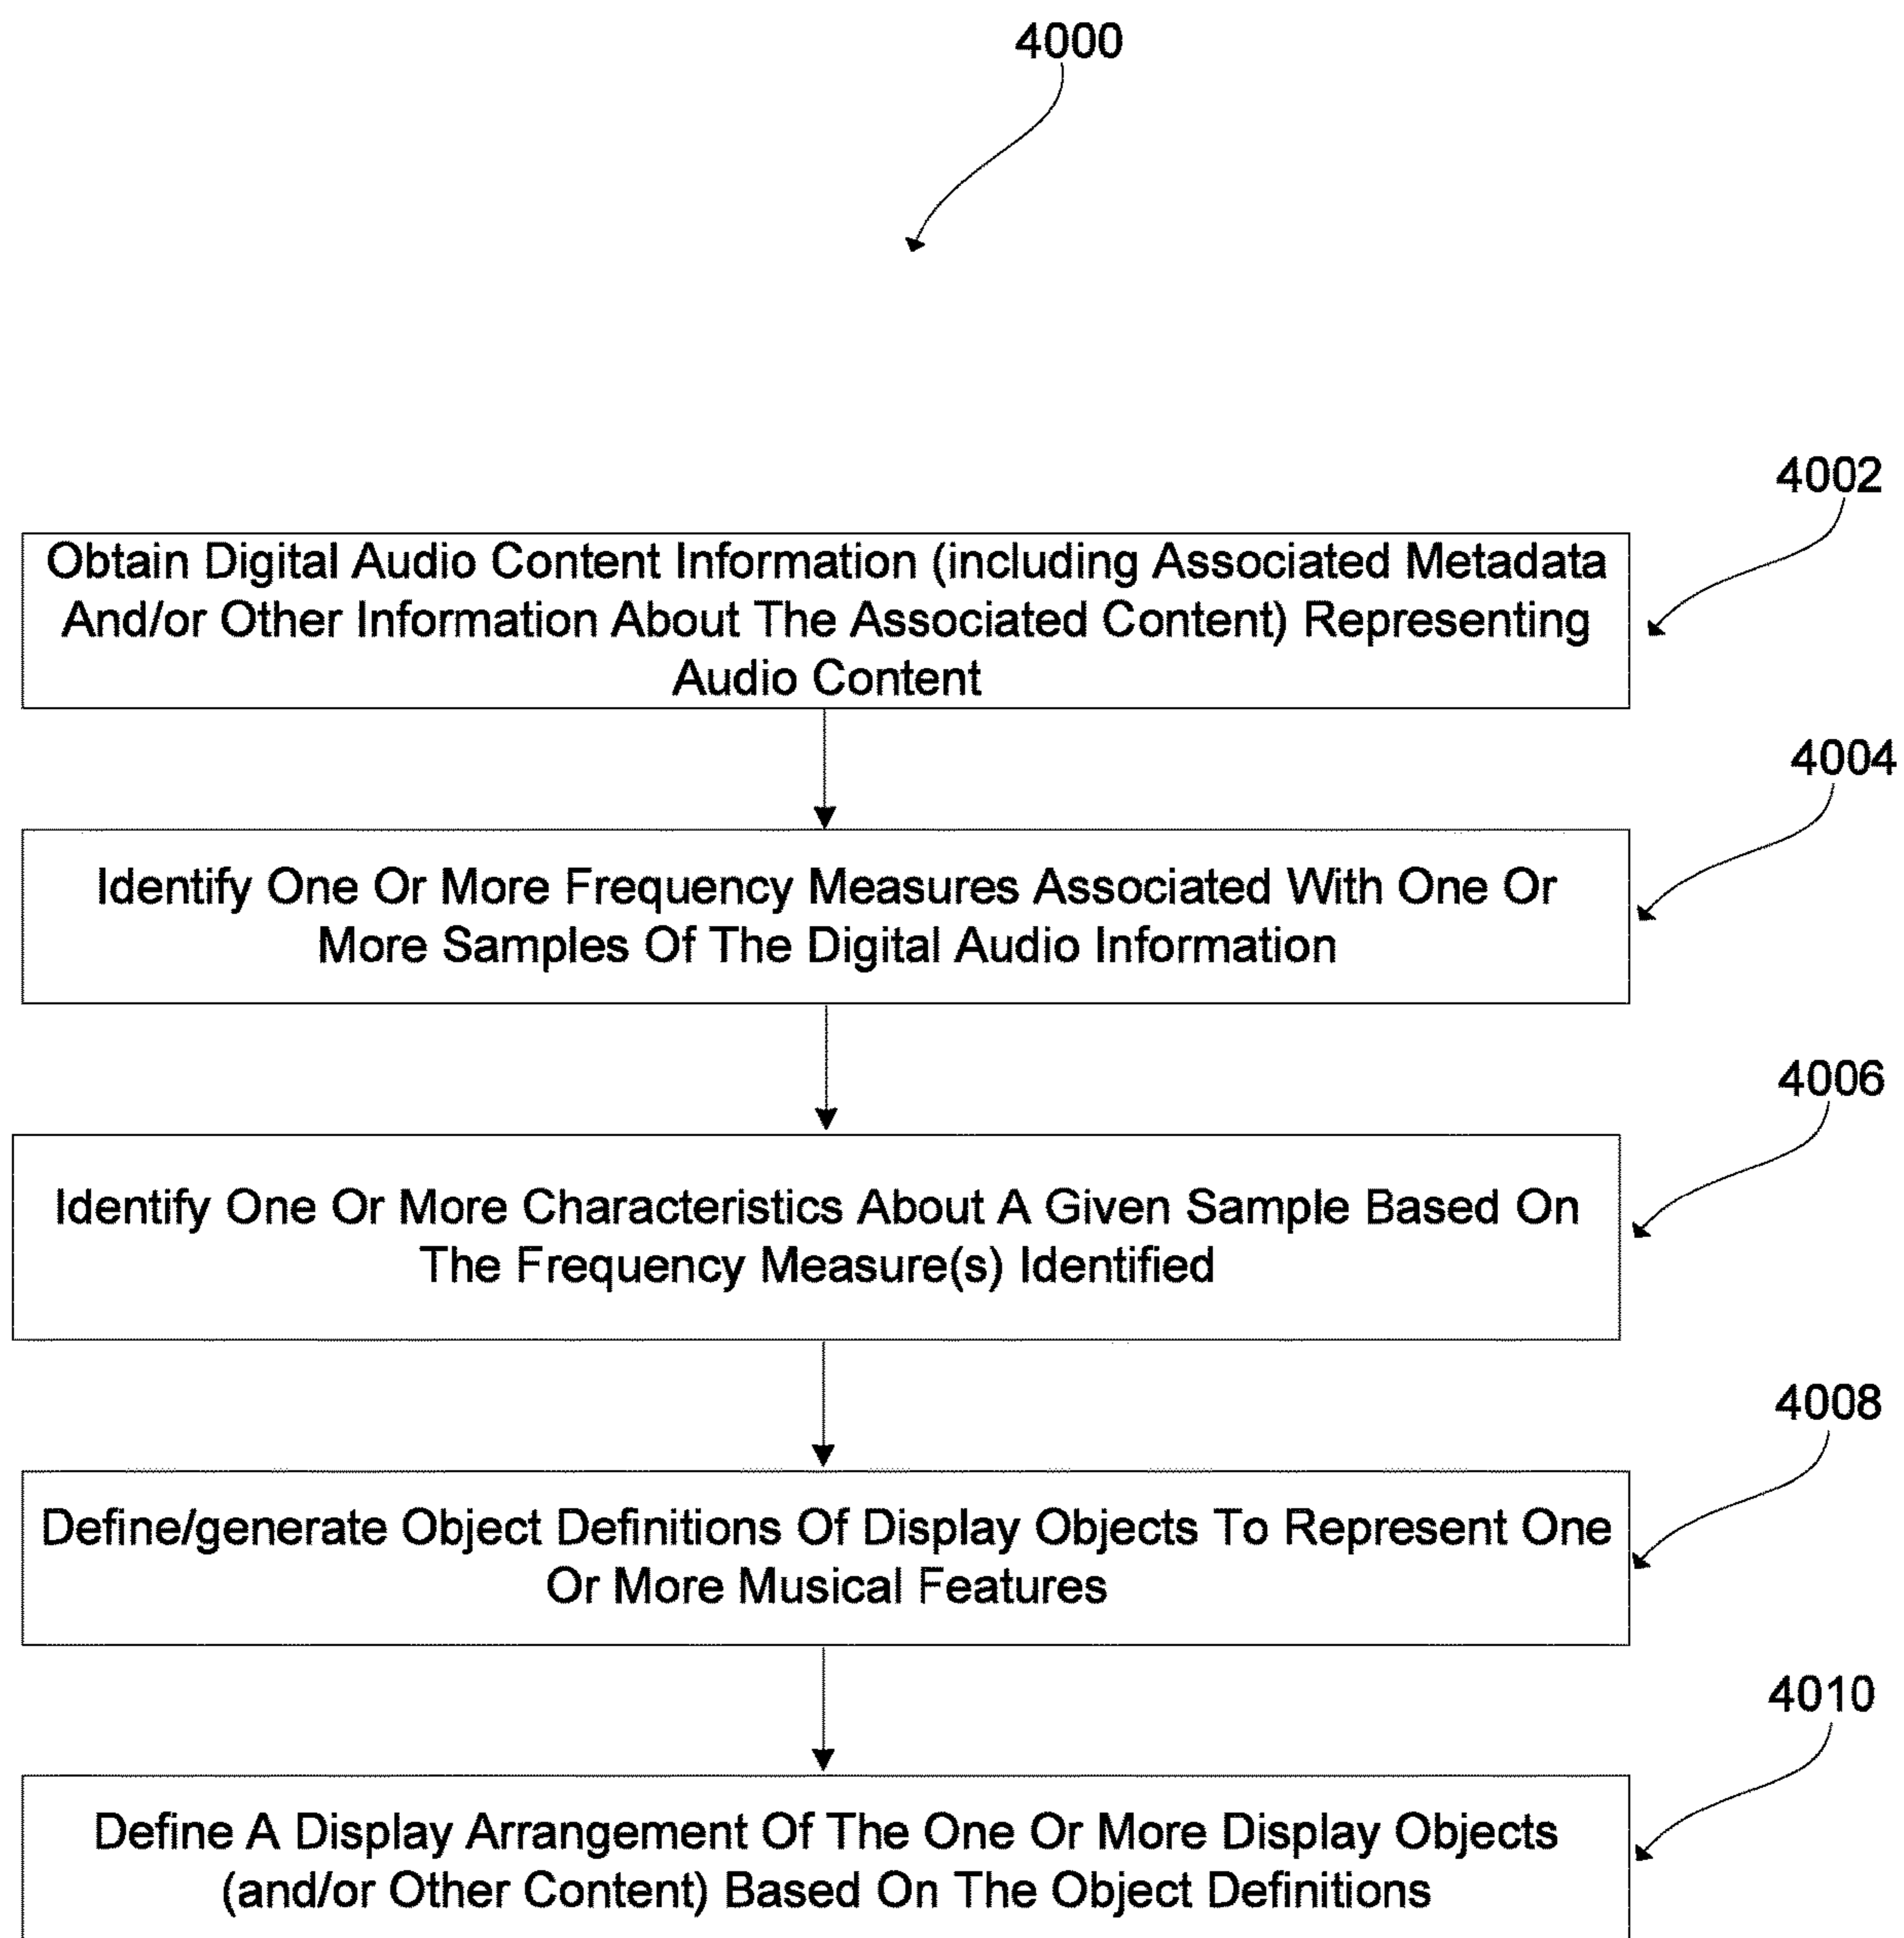 4000
4002
Obtain Digital Audio Content Information (including Associated Metadata
And/or Other Information About The Associated Content) Representing
Audio Content
4004
Identify One Or More Frequency Measures Associated With One Or
More Samples Of The Digital Audio Information
4006
Identify One Or More Characteristics About A Given Sample Based On
The Frequency Measure(s) Identified
4008
Define/generate Object Definitions Of Display Objects To Represent One
Or More Musical Features
4010
Define A Display Arrangement Of The One Or More Display Objects
(and/or Other Content) Based On The Object Definitions